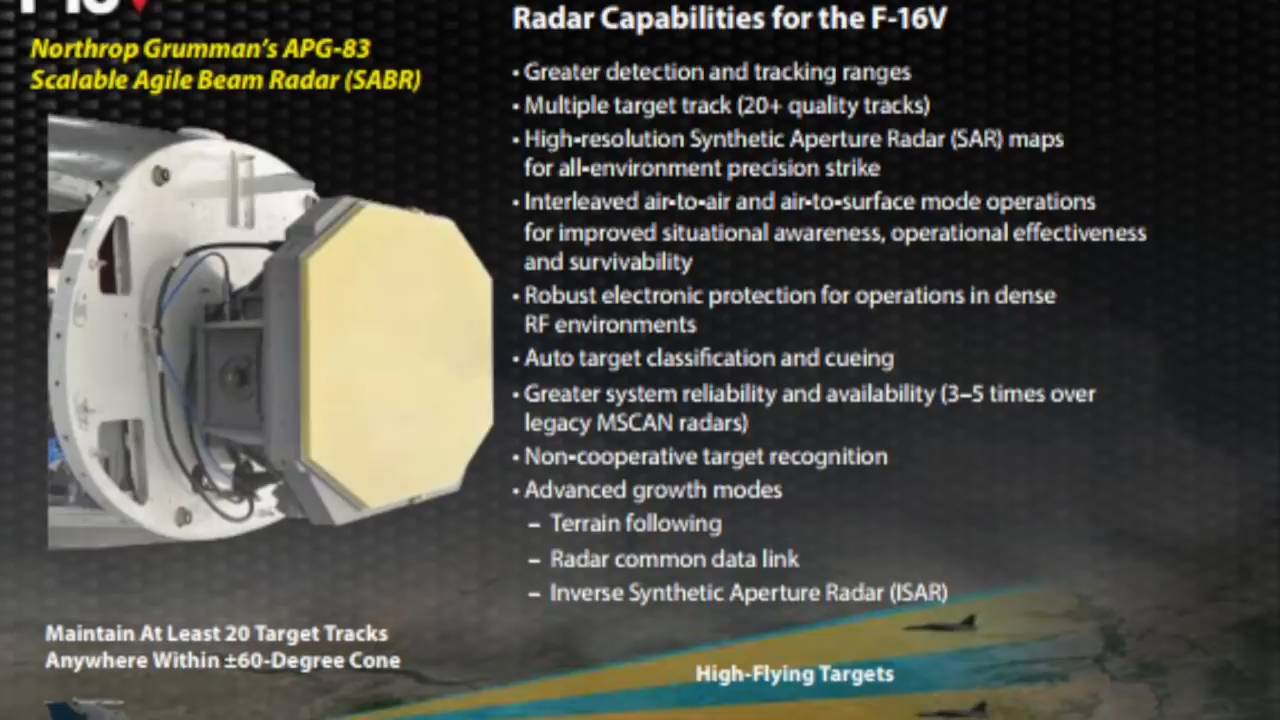 Radar Capabilities for the F-16V
Northrop Grumman's APG-83
Scalable Agile Beam Radar (SABR)
• Greater detection and tracking ranges
• Multiple target track (20+ quality tracks)
• High-resolution Synthetic Aperture Radar (SAR) maps
for all-environment precision strike
• Interleaved air-to-air and air-to-surface mode operations
for improved situational awareness, operational effectiveness
and survivability
• Robust electronic protection for operations in dense
RF environments
• Auto target classification and cueing
• Greater system reliability and availability (3–5 times over
legacy MSCAN radars)
• Non-cooperative target recognition
• Advanced growth modes
– Terrain following
– Radar common data link
– Inverse Synthetic Aperture Radar (ISAR)
Maintain At Least 20 Target Tracks
Anywhere Within ±60-Degree Cone
High-Flying Targets